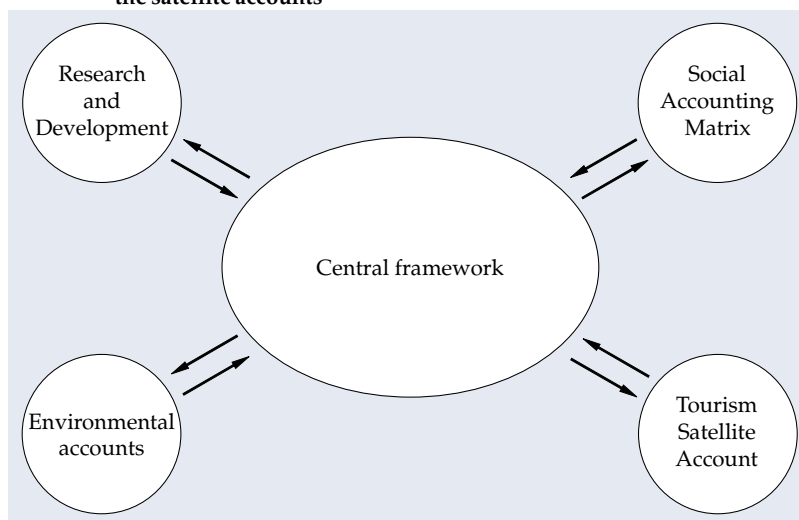 the satellite accounts
Research
and
Development
Social
Accounting
Matrix
Central framework
Environmental
accounts
Tourism
Satellite
Account